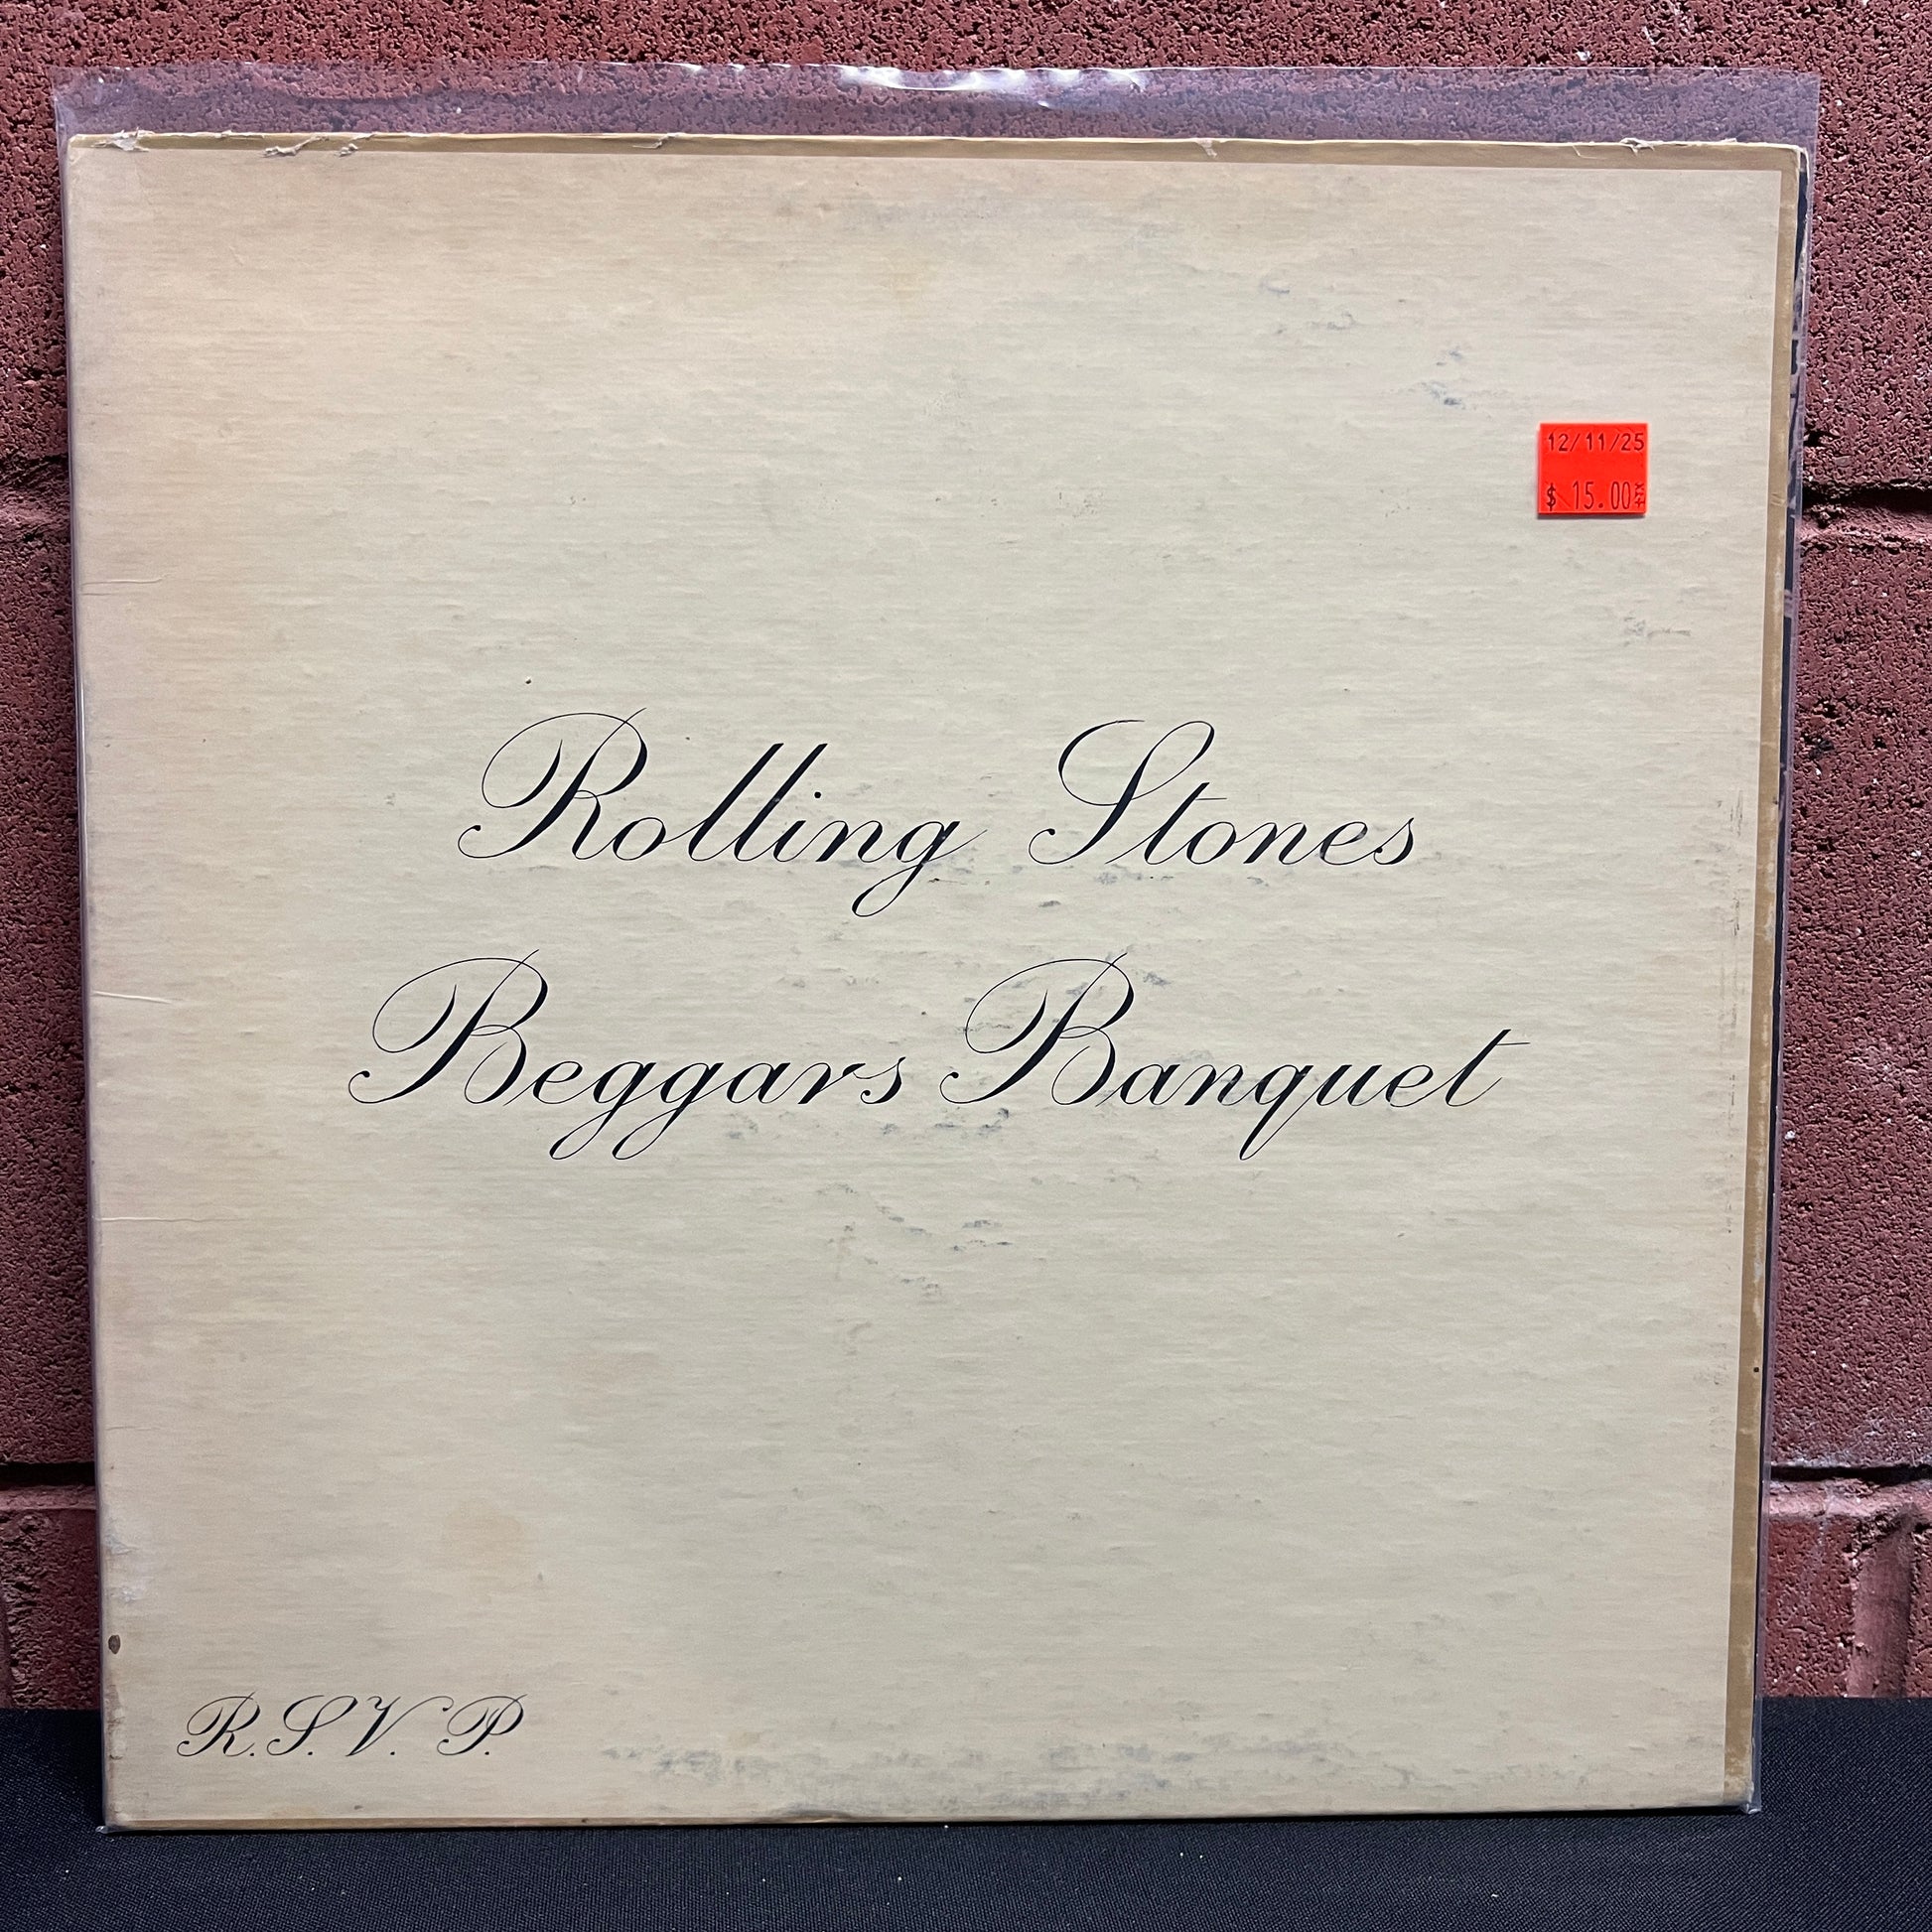 12/11/25
$ 15.00
Rolling Stones
Beggars Banquet
R.S.V.P.